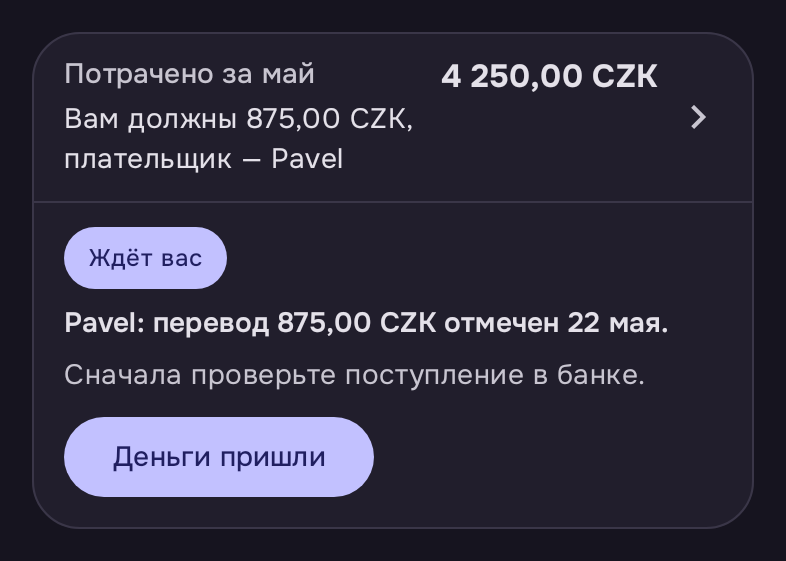 Потрачено за май
4 250,00 CZK
Вам должны 875,00 CZK,
плательщик — Pavel
Ждёт вас
Pavel: перевод 875,00 CZK отмечен 22 мая.
Сначала проверьте поступление в банке.
Деньги пришли